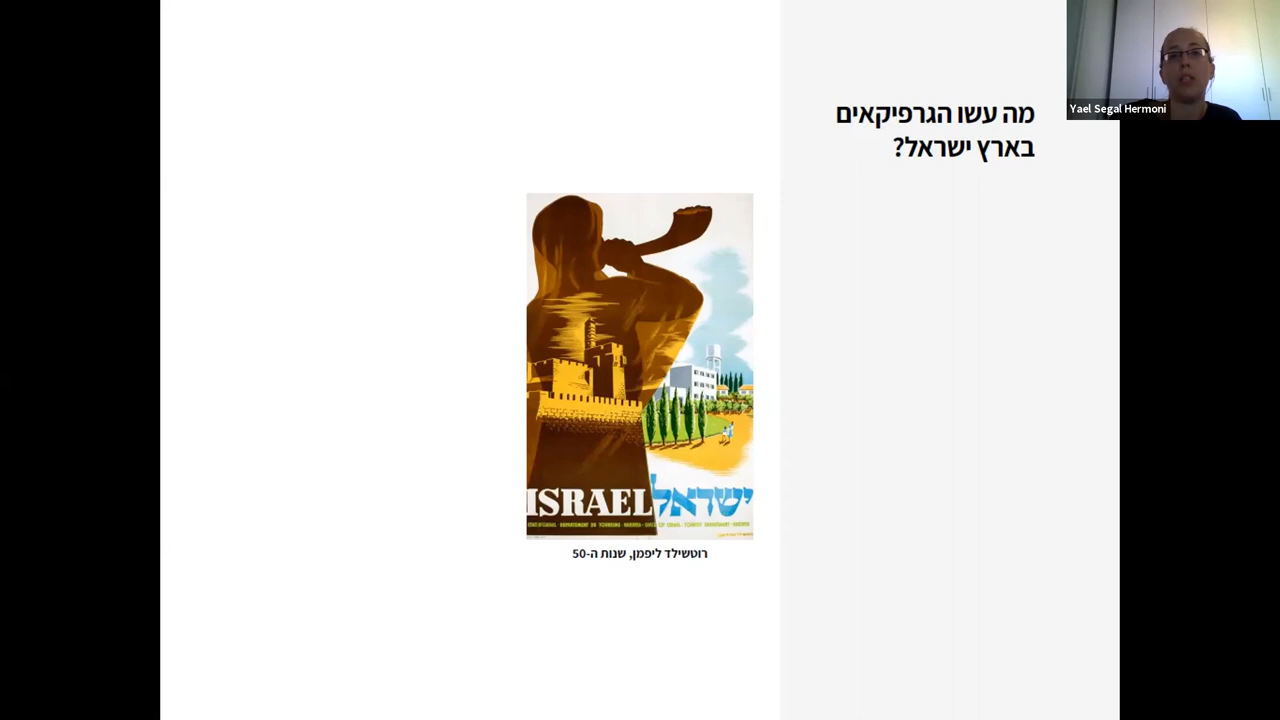 מה עשו הגרפיקאים
בארץ ישראל?
Yael Segal Hermoni
ISRAEL ישראל
רוטשילד ליפמן, שנות ה-50